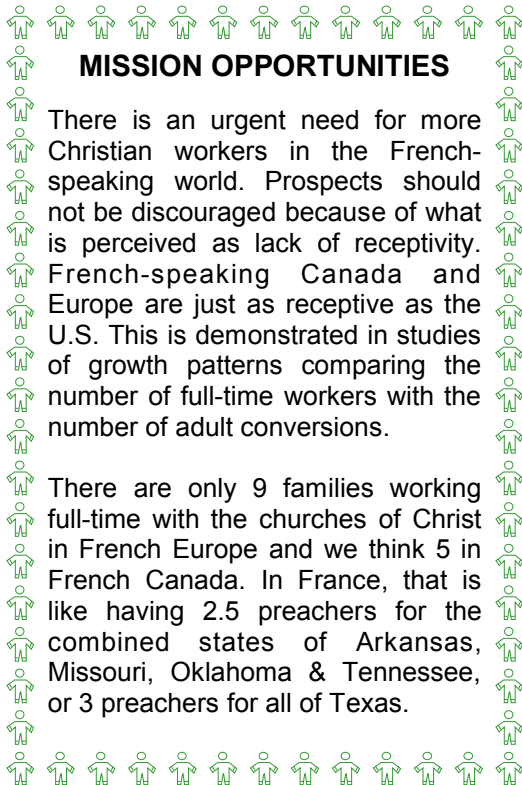 MISSION OPPORTUNITIES
There is an urgent need for more
Christian workers in the French-
speaking world. Prospects should
not be discouraged because of what
is perceived as lack of receptivity.
French-speaking Canada and
Europe are just as receptive as the
U.S. This is demonstrated in studies
of growth patterns comparing the
number of full-time workers with the
number of adult conversions.
There are only 9 families working
full-time with the churches of Christ
in French Europe and we think 5 in
French Canada. In France, that is
like having 2.5 preachers for the
combined states of Arkansas,
Missouri, Oklahoma & Tennessee,
or 3 preachers for all of Texas.